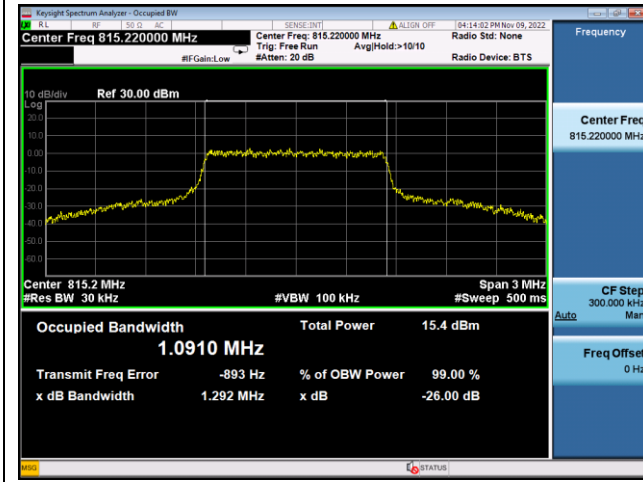 Keysight Spectrum Analyzer - Occupied BW
RL RF 50 Ω AC SENSE:INT ALIGN OFF 04:14:02 PM Nov 09, 2022
Center Freq 815.220000 MHz Center Freq: 815.220000 MHz Radio Std: None
Trig: Free Run Avg|Hold:>10/10
#IFGain:Low #Atten: 20 dB Radio Device: BTS
10 dB/div Ref 30.00 dBm
Log
20.0
10.0
0.00
-10.0
-20.0
-30.0
-40.0
-50.0
-60.0
Center 815.2 MHz Span 3 MHz
#Res BW 30 kHz #VBW 100 kHz #Sweep 500 ms
Occupied Bandwidth Total Power 15.4 dBm
1.0910 MHz
Transmit Freq Error -893 Hz % of OBW Power 99.00 %
x dB Bandwidth 1.292 MHz x dB -26.00 dB
MSG STATUS
Frequency
Center Freq
815.220000 MHz
CF Step
300.000 kHz
Auto Man
Freq Offset
0 Hz